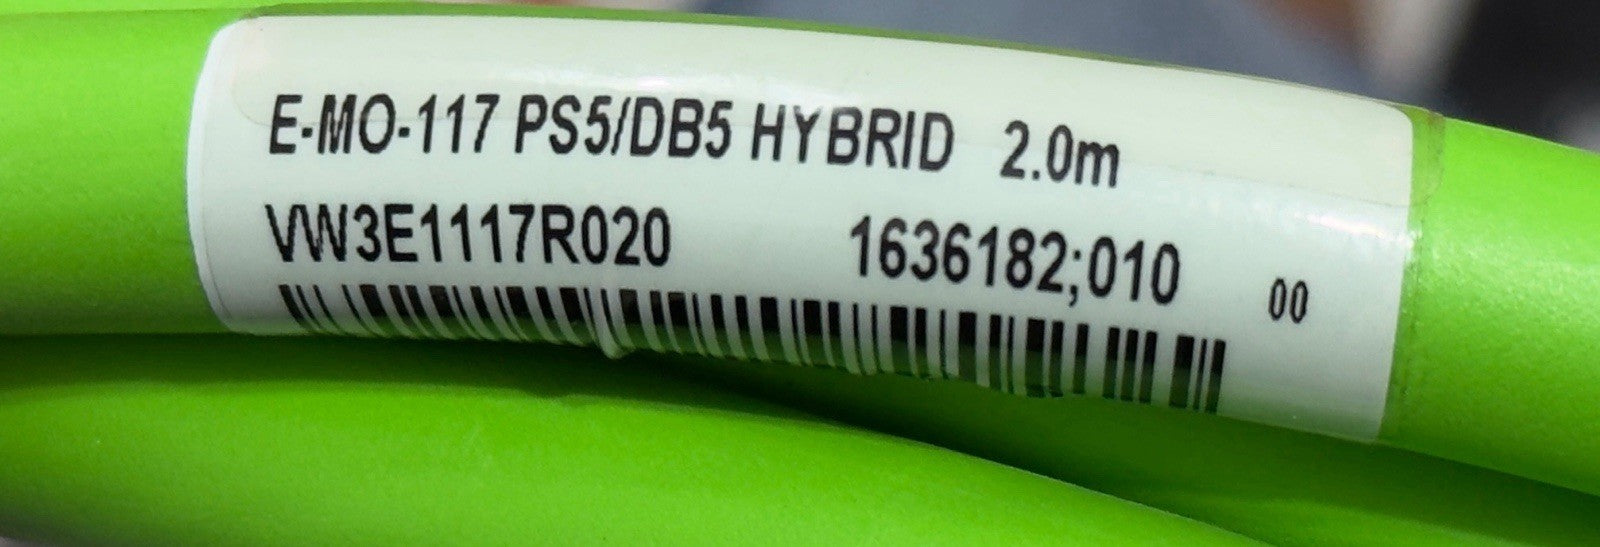 E-MO-117 PS5/DB5 HYBRID 2.0m
VW3E1117R020 1636182;010 00